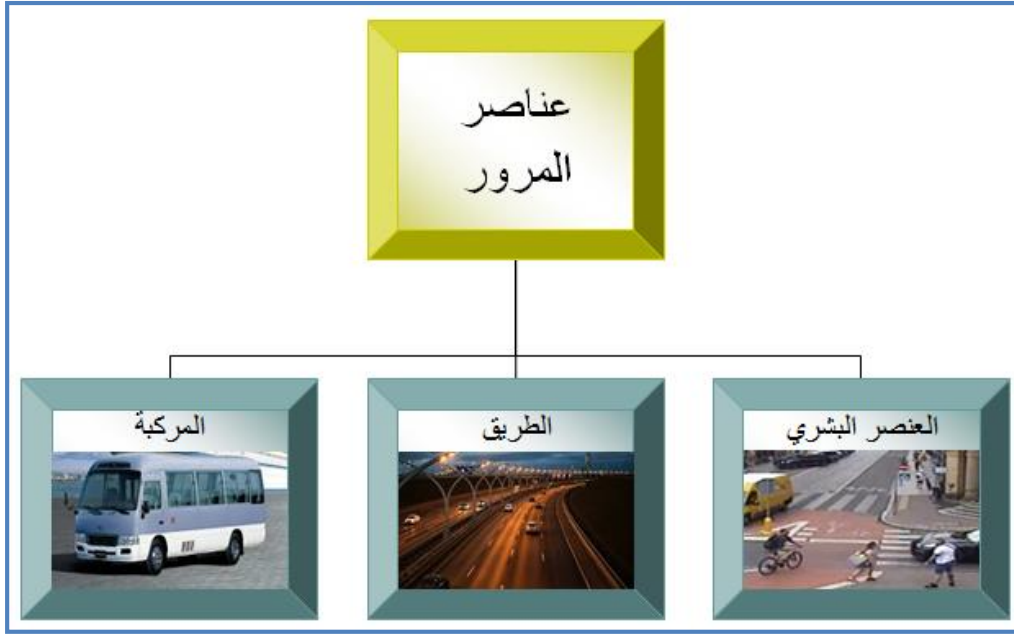 عناصر
المرور
العنصر البشري
الطريق
المركبة